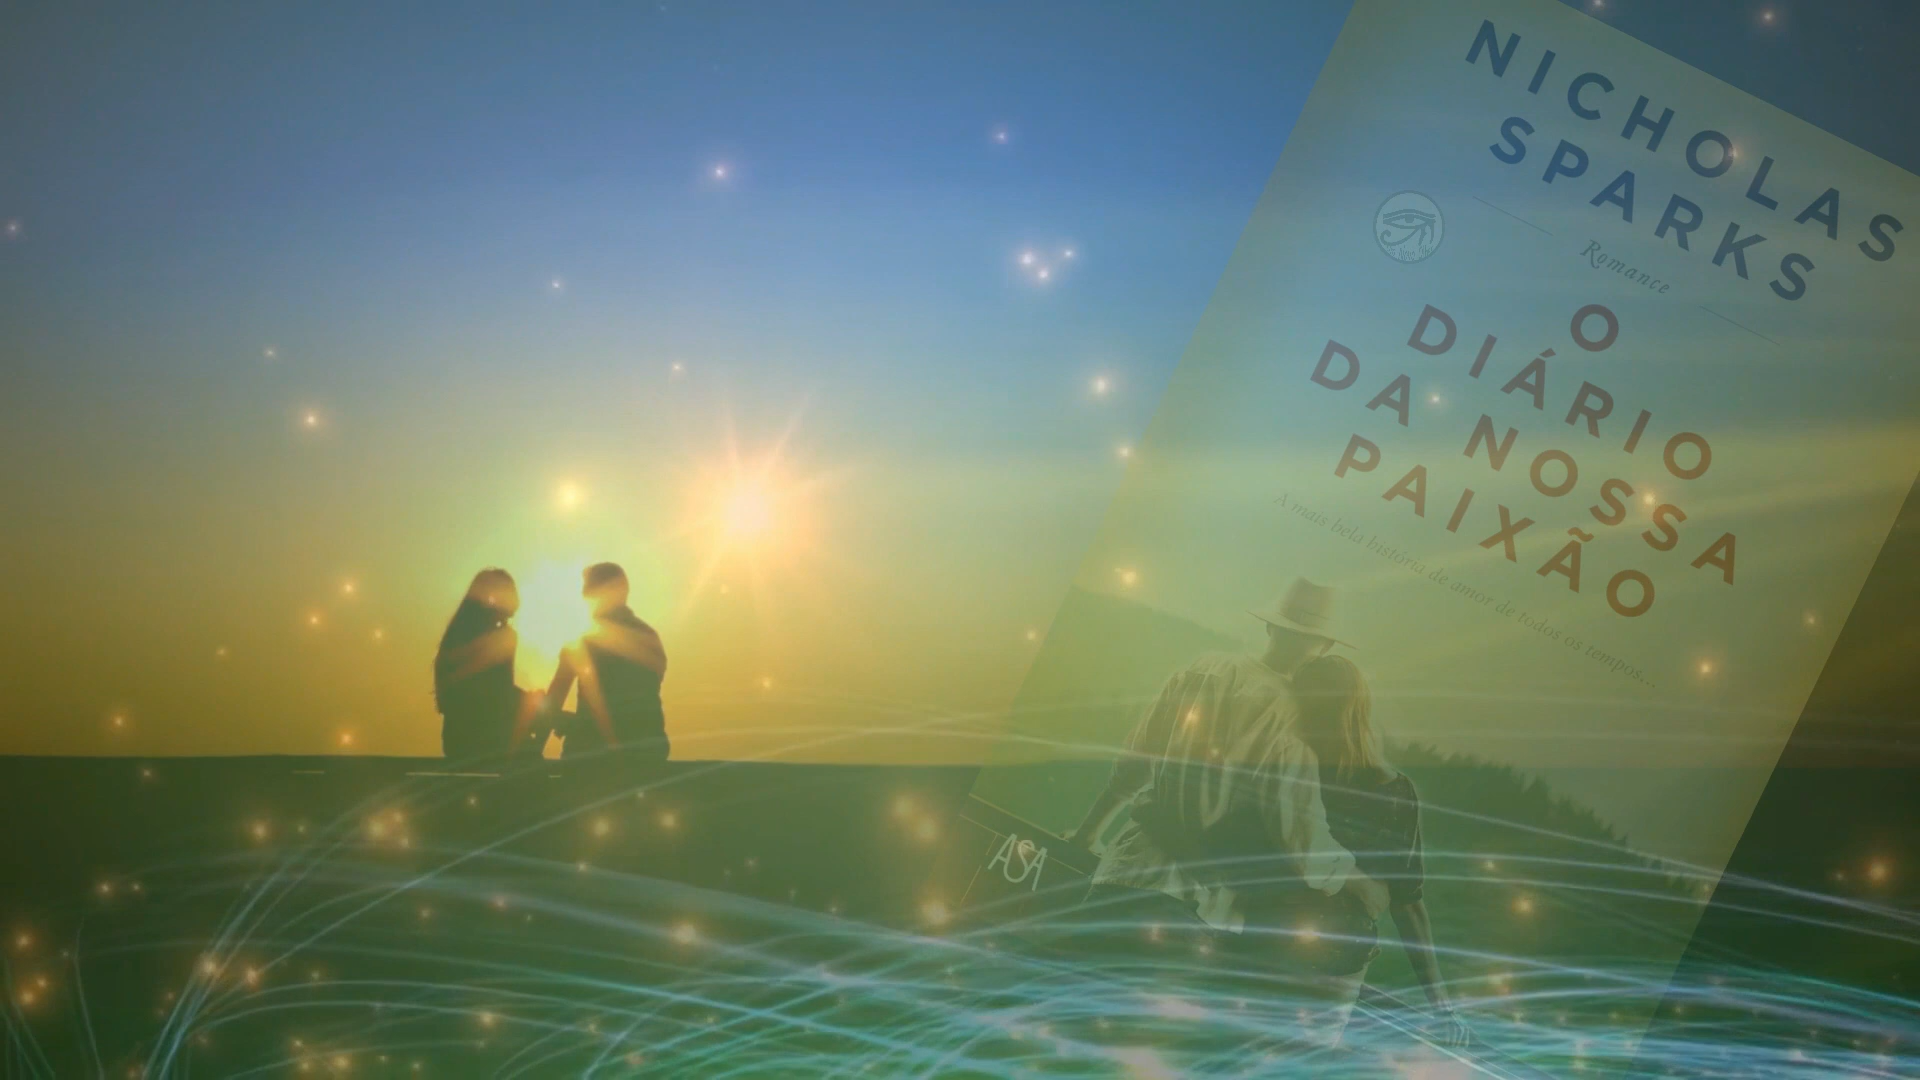 NICHOLAS
SPARKS
Romance
O
DIÁRIO
DA NOSSA
PAIXÃO
A mais bela história de amor de todos os tempos...
ASA